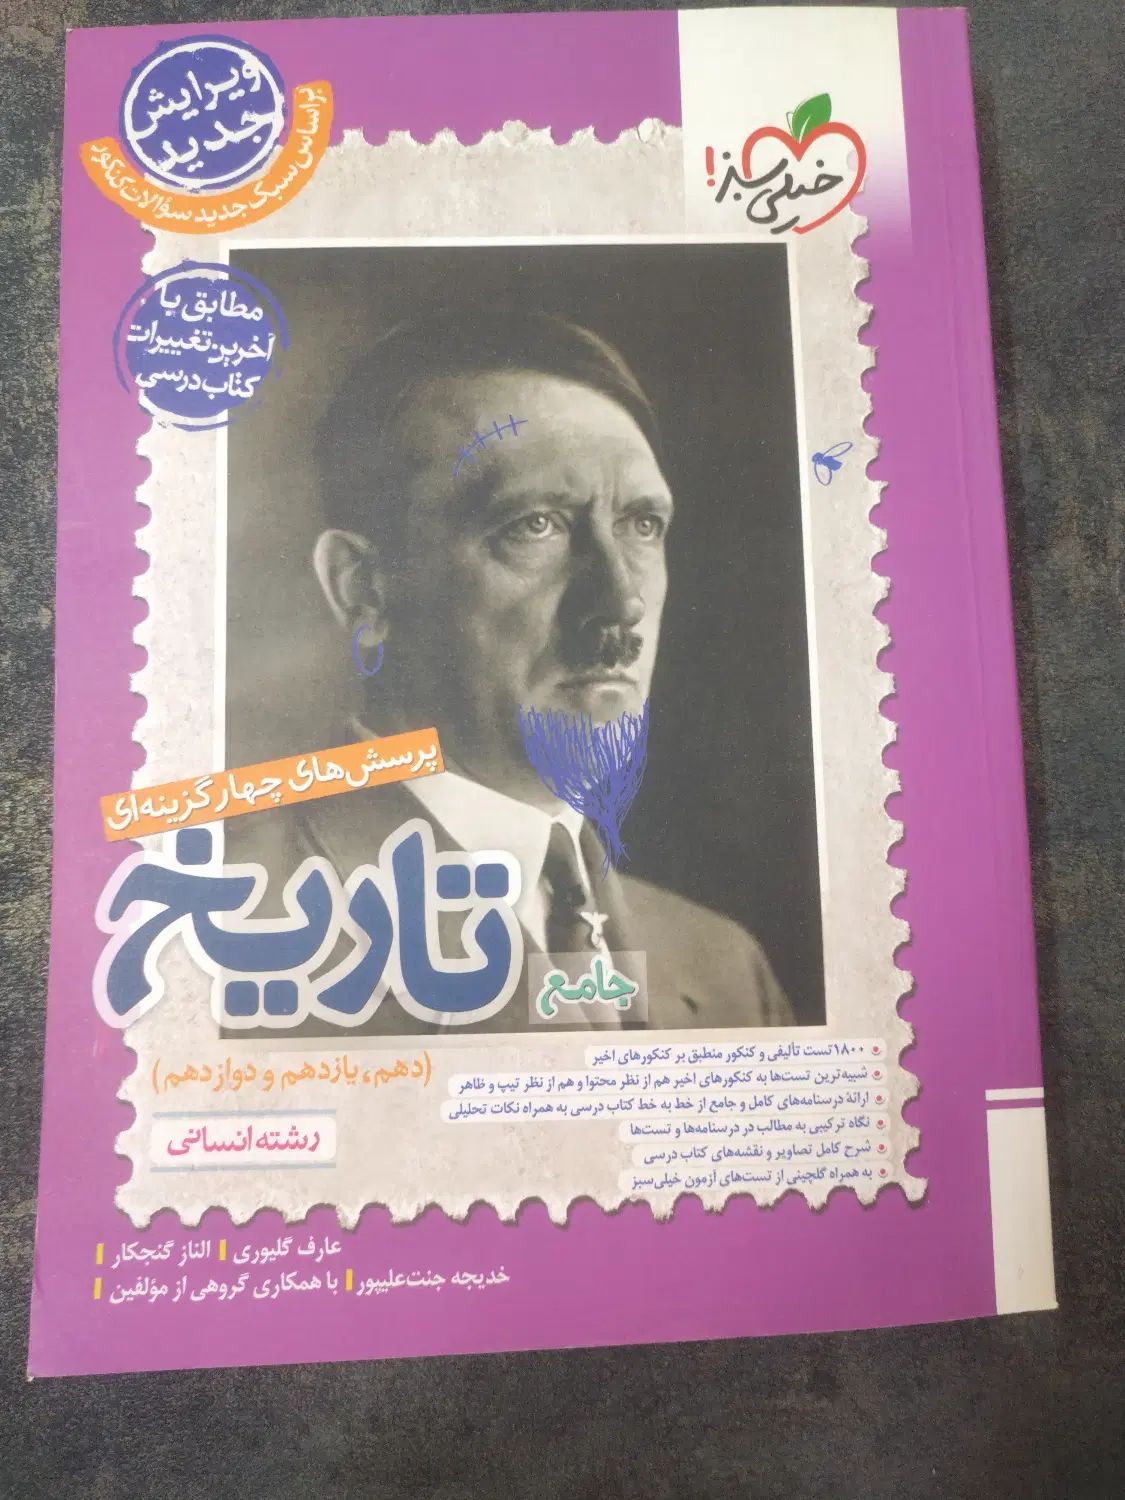 ویرایش
جدید
براساس سبک جدید سؤالات کنکور
خیلی سبز!
مطابق با
آخرین تغییرات
کتاب درسی
پرسش‌های چهارگزینه‌ای
تاریخ
جامع
(دهم، یازدهم و دوازدهم)
رشته انسانی
۱۸۰۰ تست تألیفی و کنکور منطبق بر کنکورهای اخیر
شبیه‌ترین تست‌ها به کنکورهای اخیر هم از نظر محتوا و هم از نظر تیپ و ظاهر
ارائهٔ درسنامه‌های کامل و جامع از خط به خط کتاب درسی به همراه نکات تحلیلی
نگاه ترکیبی به مطالب در درسنامه‌ها و تست‌ها
شرح کامل تصاویر و نقشه‌های کتاب درسی
به همراه گلچینی از تست‌های آزمون خیلی‌سبز
عارف گلیوری | الناز گنجکار |
خدیجه جنت‌علیپور | با همکاری گروهی از مؤلفین |